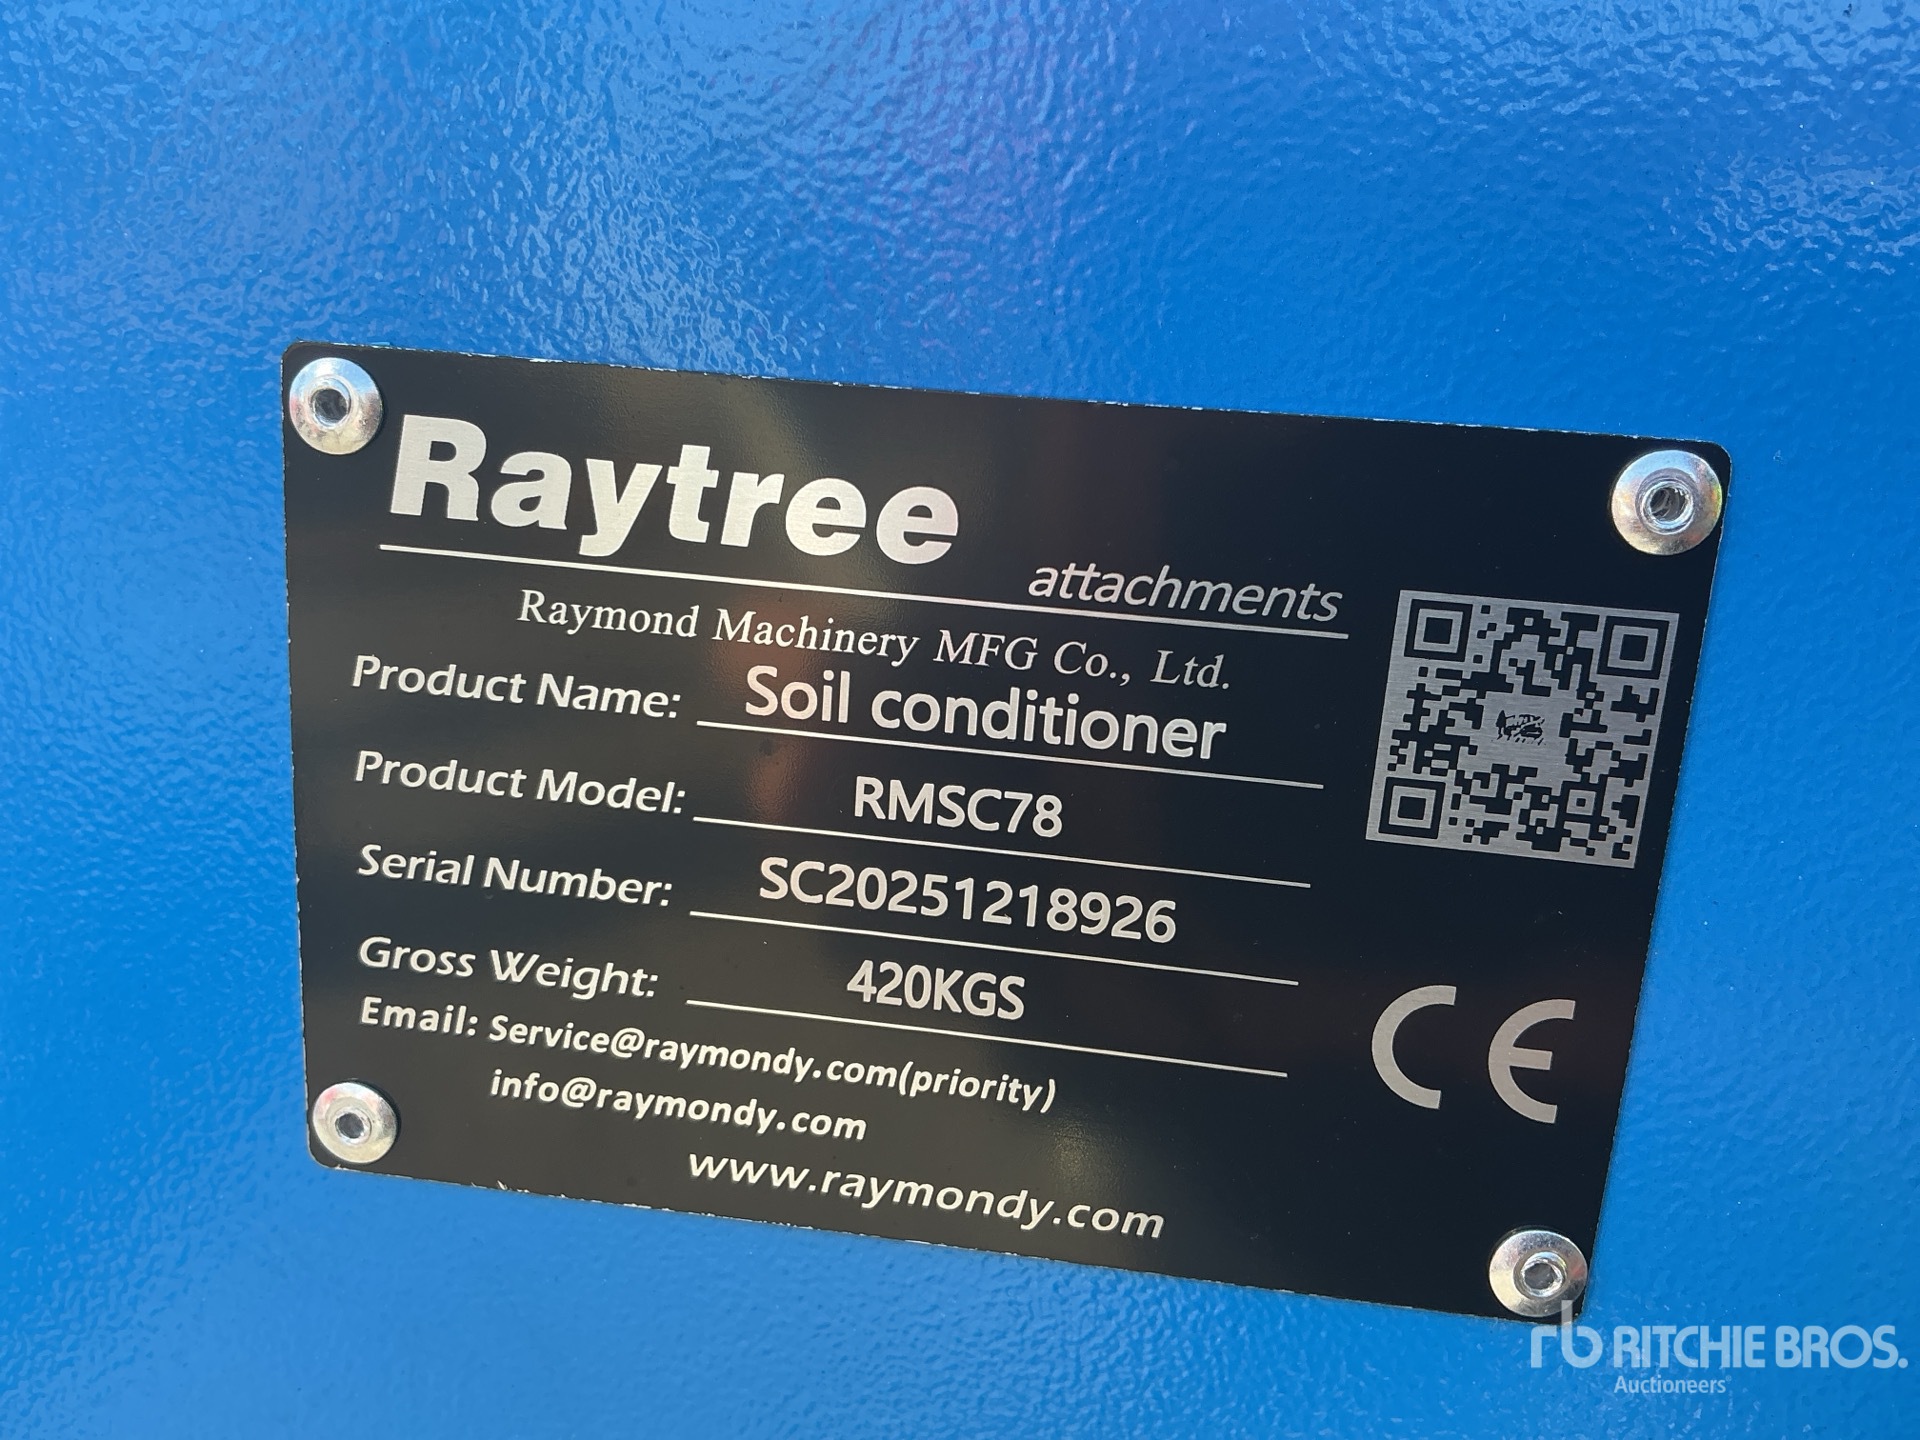 Raytree
attachments
Raymond Machinery MFG Co., Ltd.
Product Name: Soil conditioner
Product Model: RMSC78
Serial Number: SC20251218926
Gross Weight: 420KGS
Email: Service@raymondy.com(priority)
info@raymondy.com
www.raymondy.com
CE
rb RITCHIE BROS.
Auctioneers